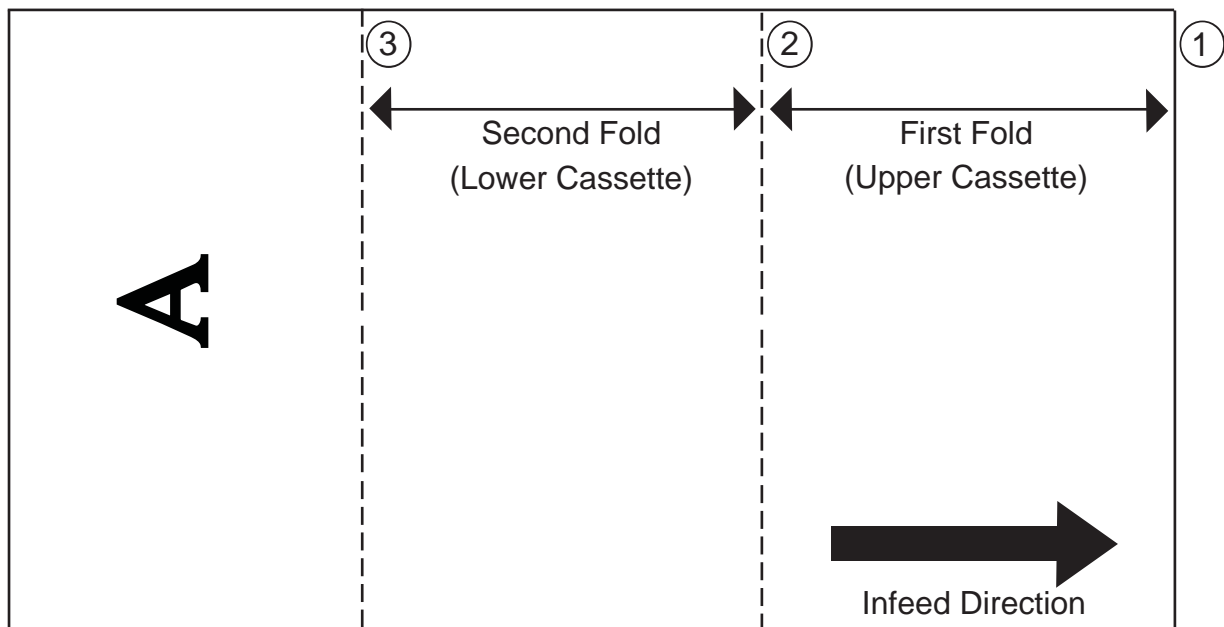 ③ ② ①
Second Fold
(Lower Cassette)
First Fold
(Upper Cassette)
A
Infeed Direction